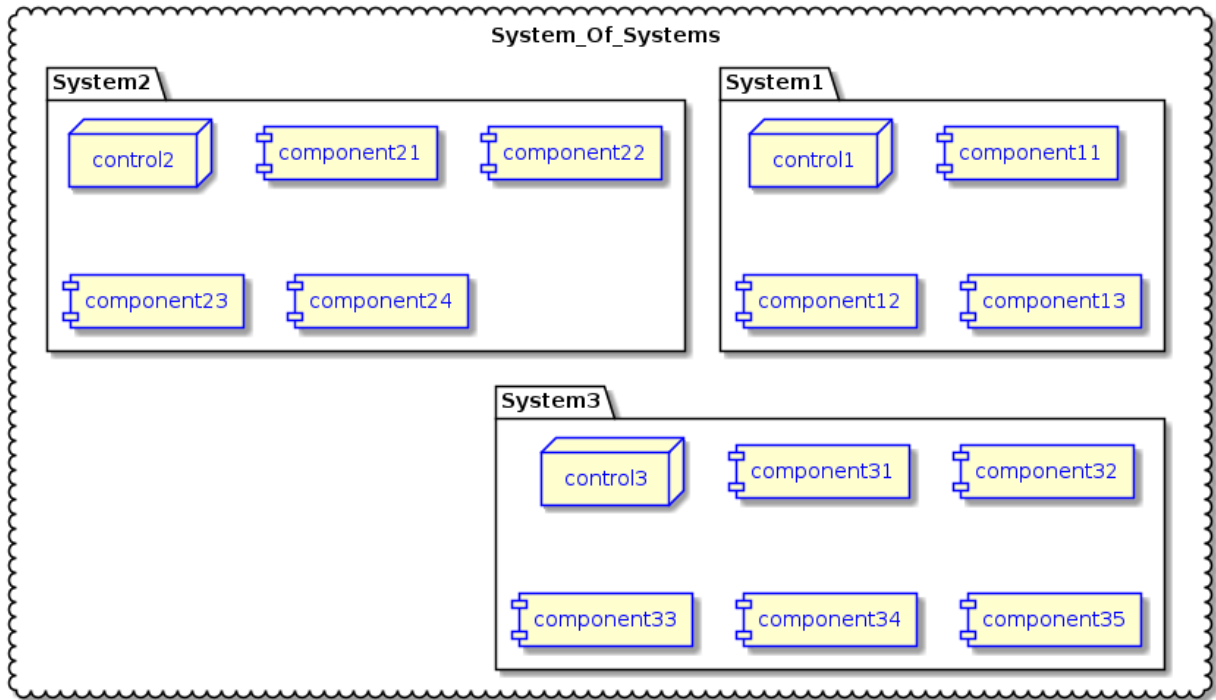 System_Of_Systems
System2
control2
component21
component22
component23
component24
System1
control1
component11
component12
component13
System3
control3
component31
component32
component33
component34
component35